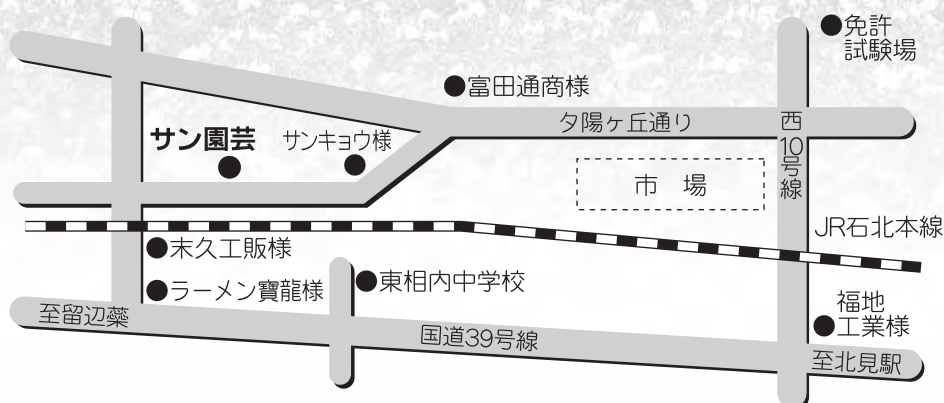 免許
試験場
富田通商様
夕陽ヶ丘通り
西10号線
サン園芸
サンキョウ様
市 場
JR石北本線
末久工販様
東相内中学校
ラーメン寶龍様
福地
工業様
至留辺蘂
国道39号線
至北見駅